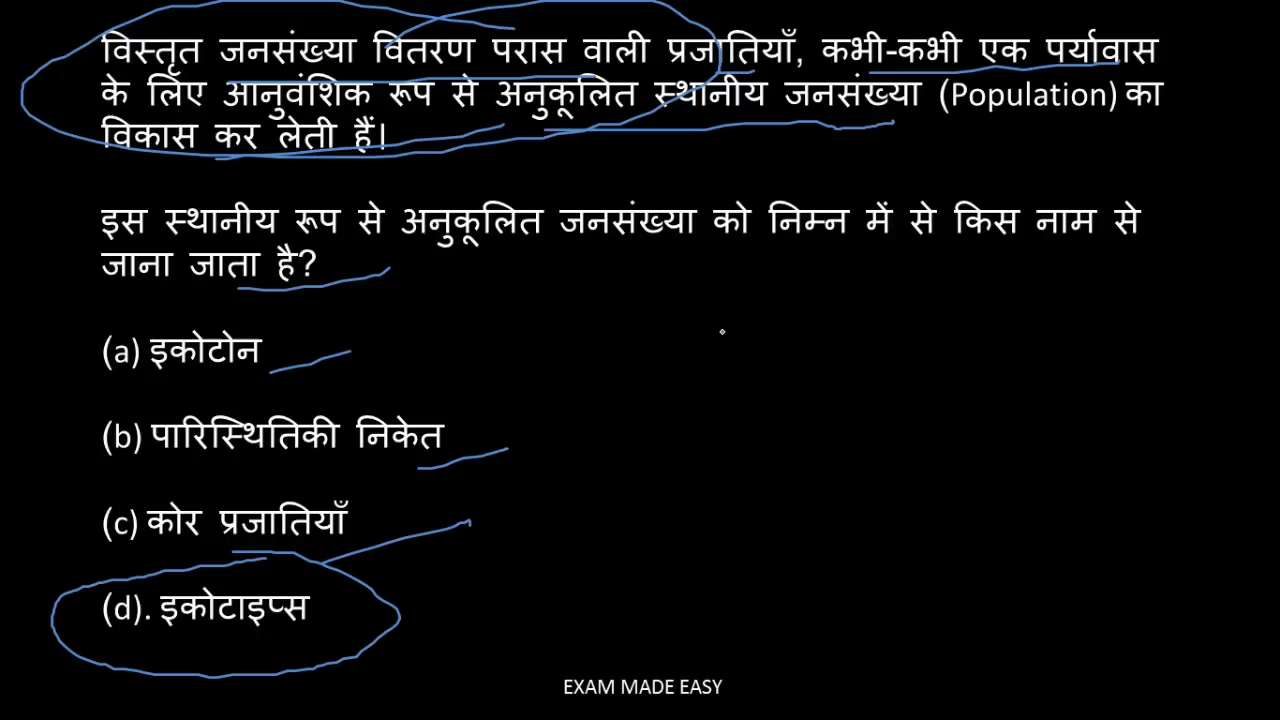 विस्तृत जनसंख्या वितरण परास वाली प्रजातियाँ, कभी-कभी एक पर्यावास
के लिए आनुवंशिक रूप से अनुकूलित स्थानीय जनसंख्या (Population) का
विकास कर लेती हैं।
इस स्थानीय रूप से अनुकूलित जनसंख्या को निम्न में से किस नाम से
जाना जाता है?
(a) इकोटोन
(b) पारिस्थितिकी निकेत
(c) कोर प्रजातियाँ
(d). इकोटाइप्स
EXAM MADE EASY